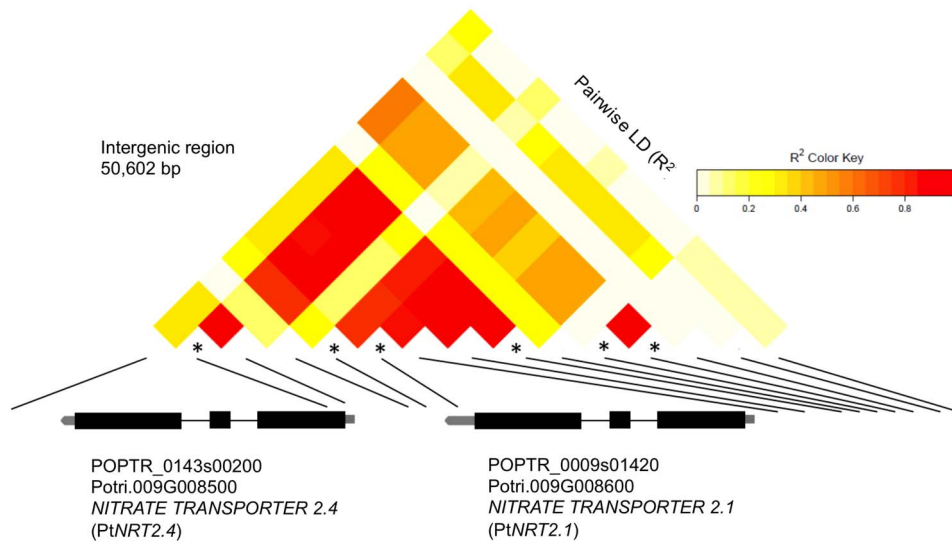 Pairwise LD (R²
Intergenic region
50,602 bp
R² Color Key
0 0.2 0.4 0.6 0.8
* * * * * *
POPTR_0143s00200
Potri.009G008500
NITRATE TRANSPORTER 2.4
(PtNRT2.4)
POPTR_0009s01420
Potri.009G008600
NITRATE TRANSPORTER 2.1
(PtNRT2.1)